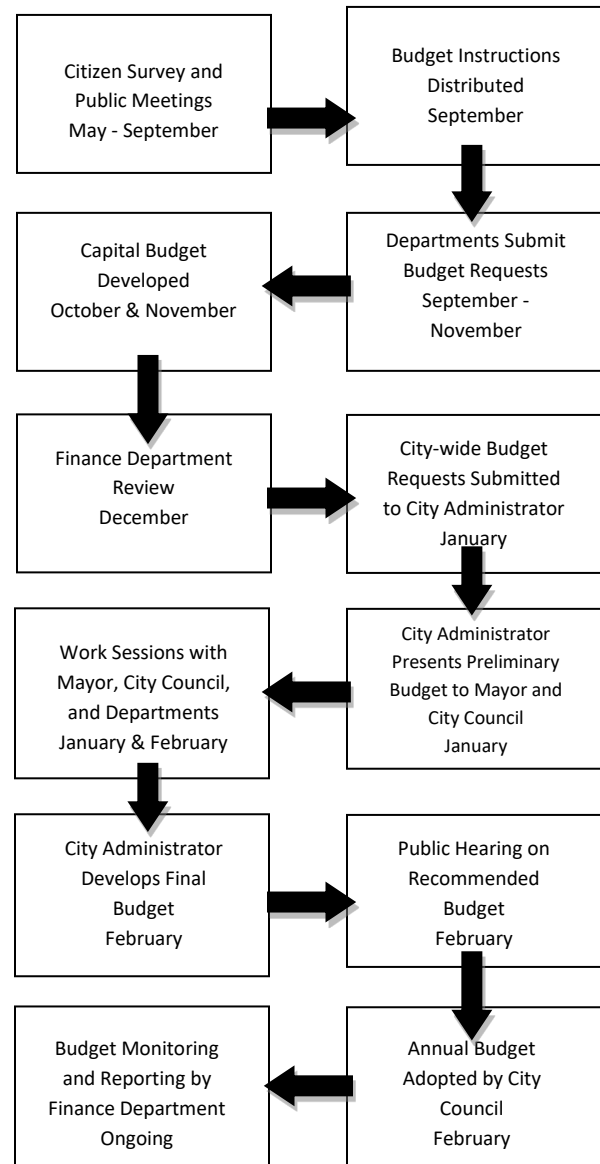 Citizen Survey and
Public Meetings
May - September
Budget Instructions
Distributed
September
Departments Submit
Budget Requests
September -
November
Capital Budget
Developed
October & November
Finance Department
Review
December
City-wide Budget
Requests Submitted
to City Administrator
January
City Administrator
Presents Preliminary
Budget to Mayor and
City Council
January
Work Sessions with
Mayor, City Council,
and Departments
January & February
City Administrator
Develops Final
Budget
February
Public Hearing on
Recommended
Budget
February
Annual Budget
Adopted by City
Council
February
Budget Monitoring
and Reporting by
Finance Department
Ongoing